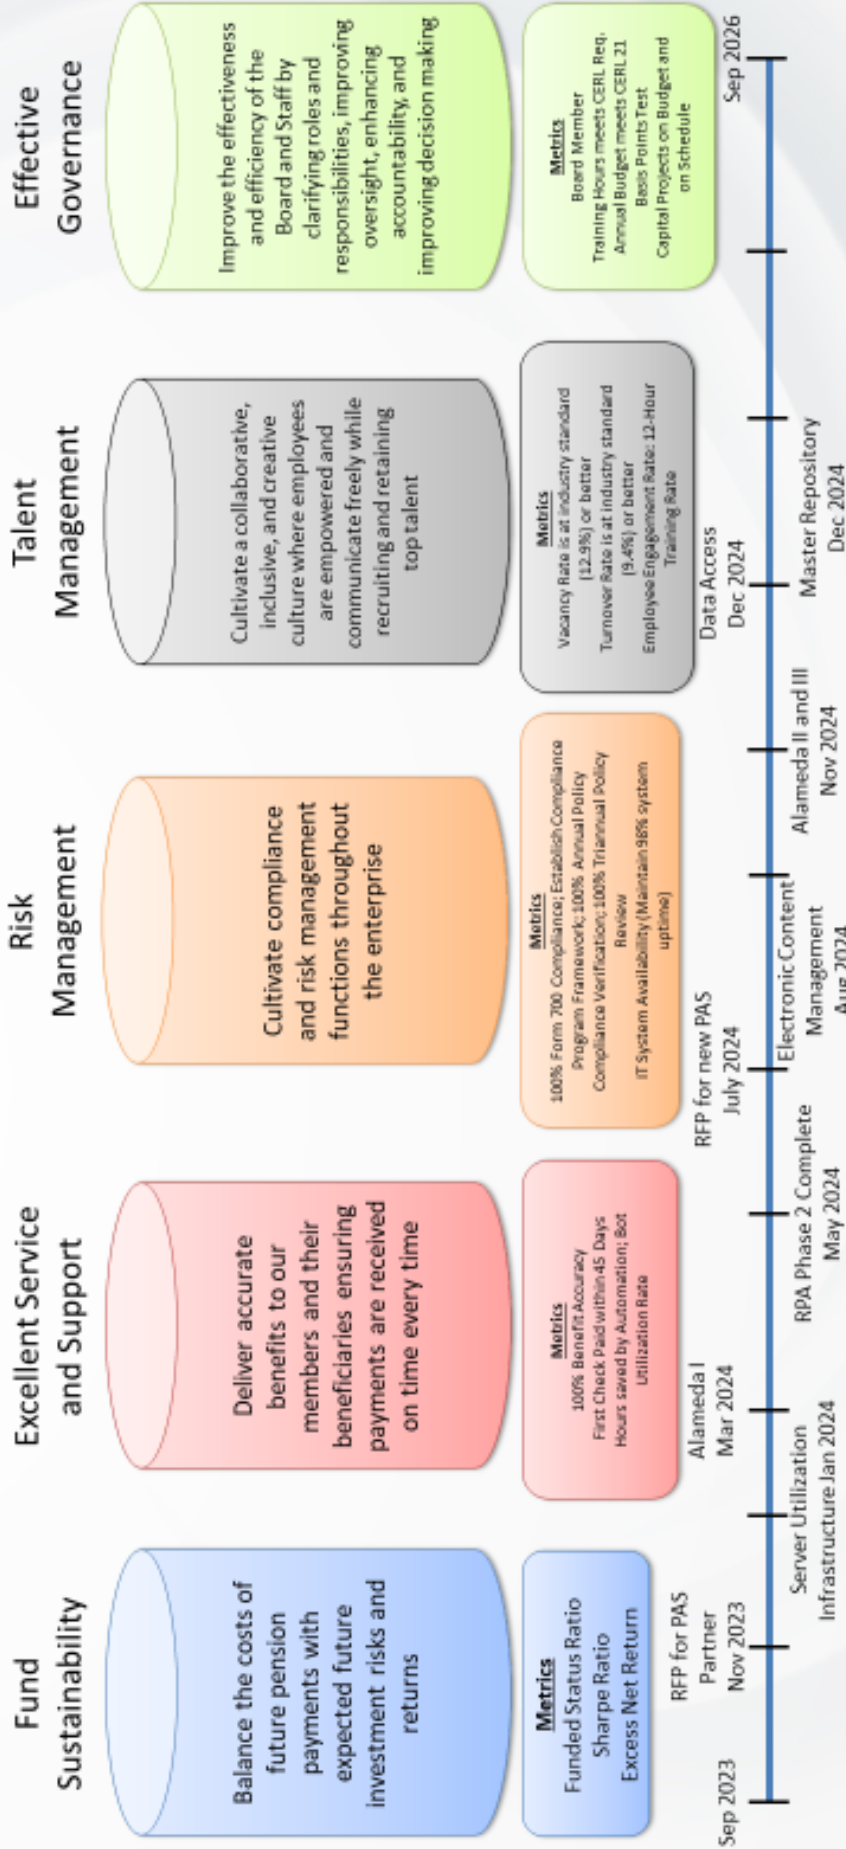 Fund
Sustainability
Balance the costs of
future pension
payments with
expected future
investment risks and
returns
Metrics
Funded Status Ratio
Sharpe Ratio
Excess Net Return
Excellent Service
and Support
Deliver accurate
benefits to our
members and their
beneficiaries ensuring
payments are received
on time every time
Metrics
100% Benefit Accuracy
First Check Paid within 45 Days
Hours saved by Automation; Bot
Utilization Rate
Risk
Management
Cultivate compliance
and risk management
functions throughout
the enterprise
Metrics
100% Form 700 Compliance; Establish Compliance
Program Framework; 100% Annual Policy
Compliance Verification; 100% Triannual Policy
Review
IT System Availability (Maintain 98% system
uptime)
Talent
Management
Cultivate a collaborative,
inclusive, and creative
culture where employees
are empowered and
communicate freely while
recruiting and retaining
top talent
Metrics
Vacancy Rate is at industry standard
(12.9%) or better
Turnover Rate is at industry standard
(9.4%) or better
Employee Engagement Rate: 12-Hour
Training Rate
Effective
Governance
Improve the effectiveness
and efficiency of the
Board and Staff by
clarifying roles and
responsibilities, improving
oversight, enhancing
accountability, and
improving decision making
Metrics
Board Member
Training Hours meets CERL Req.
Annual Budget meets CERL 21
Basis Points Test
Capital Projects on Budget and
on Schedule
Sep 2023
RFP for PAS
Partner
Nov 2023
Server Utilization
Infrastructure Jan 2024
Alameda I
Mar 2024
RPA Phase 2 Complete
May 2024
RFP for new PAS
July 2024
Electronic Content
Management
Aug 2024
Alameda II and III
Nov 2024
Data Access
Dec 2024
Master Repository
Dec 2024
Sep 2026